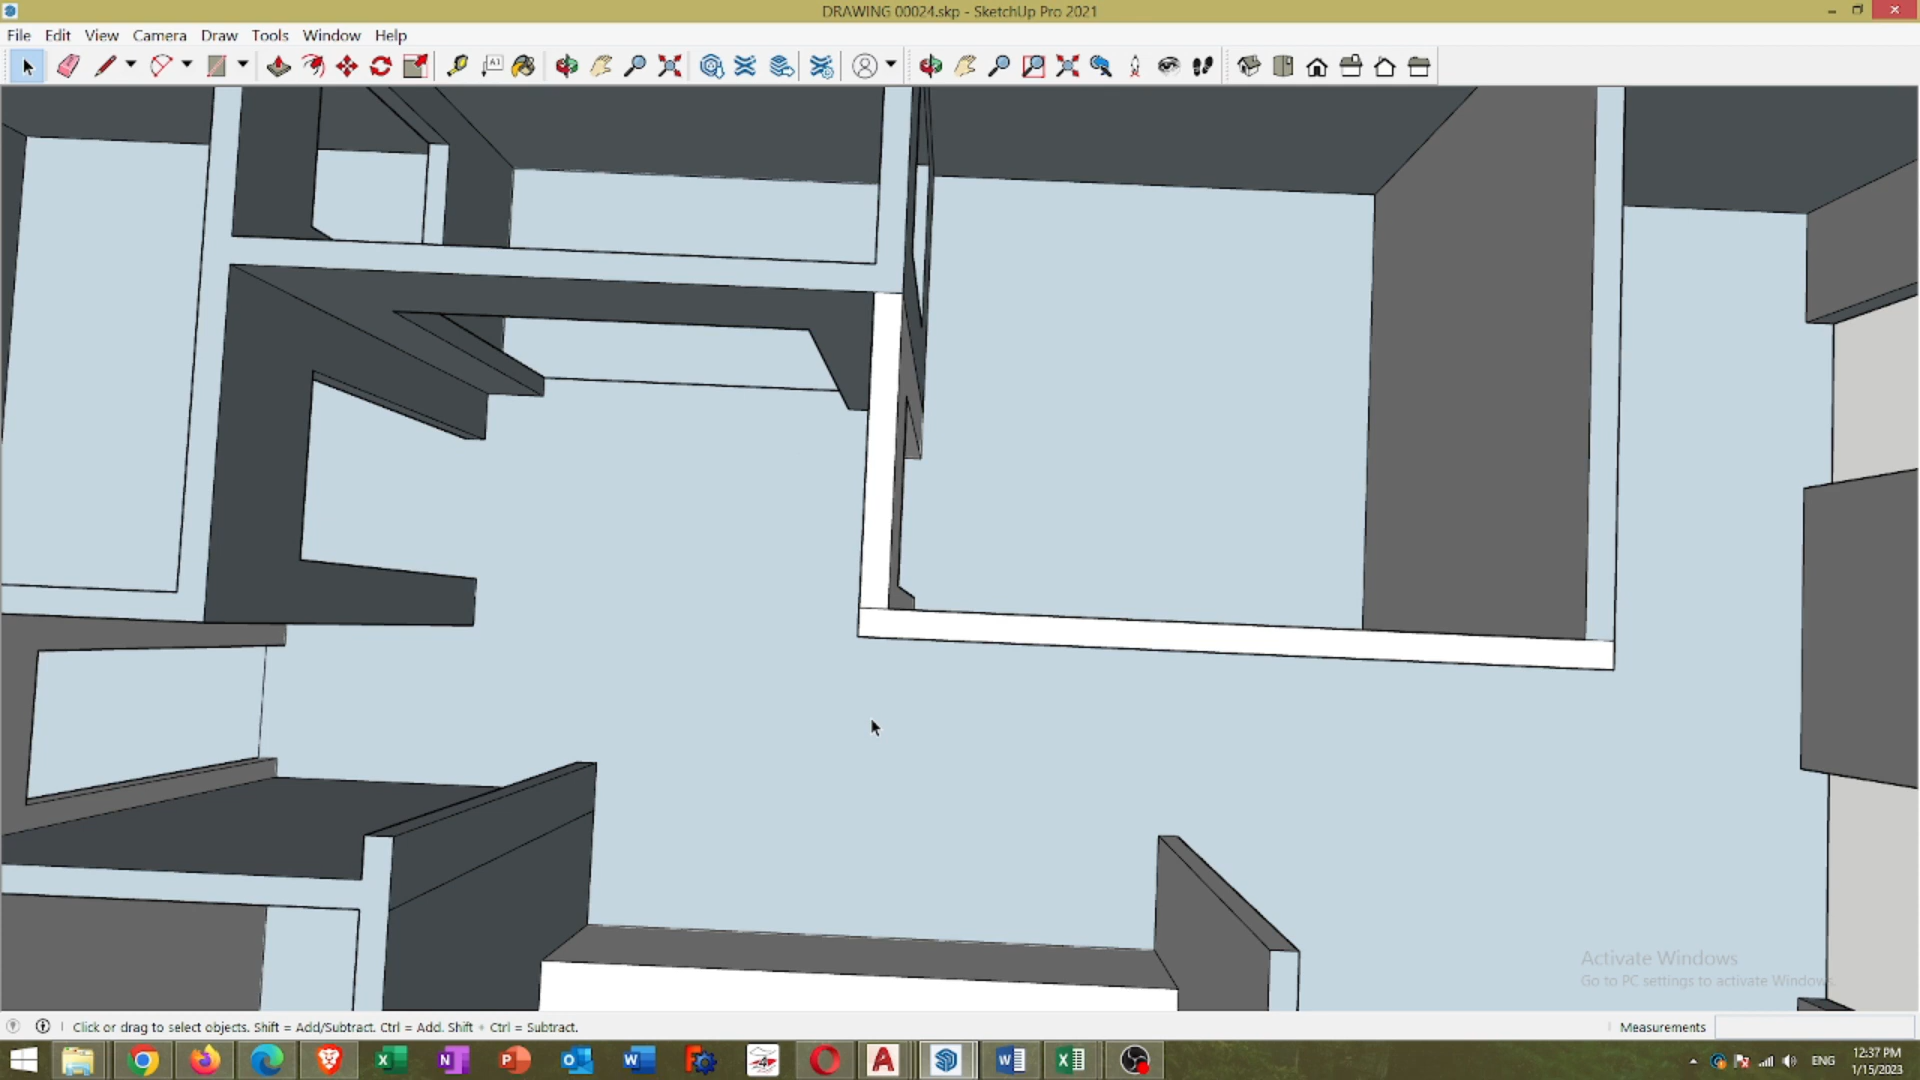 DRAWING 00024.skp - SketchUp Pro 2021
File Edit View Camera Draw Tools Window Help
A1
Activate Windows
Go to PC settings to activate Windows.
Click or drag to select objects. Shift = Add/Subtract. Ctrl = Add. Shift + Ctrl = Subtract.
Measurements
ENG
12:37 PM
1/15/2023